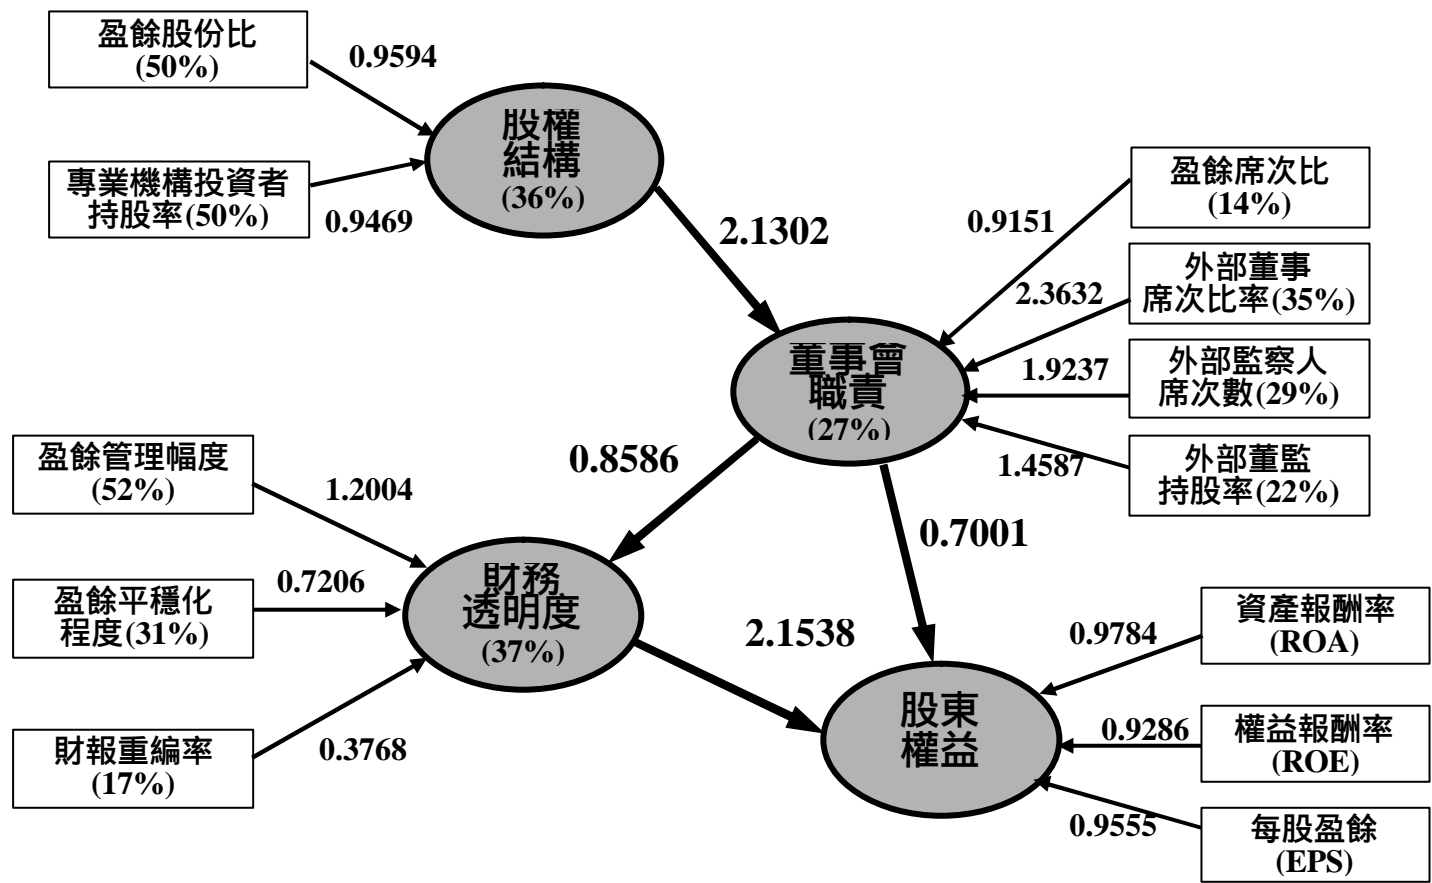 盈餘股份比
(50%)
0.9594
專業機構投資者
持股率(50%)
0.9469
股權
結構
(36%)
2.1302
盈餘席次比
(14%)
0.9151
外部董事
席次比率(35%)
2.3632
外部監察人
席次數(29%)
1.9237
外部董監
持股率(22%)
1.4587
董事會
職責
(27%)
0.8586
0.7001
盈餘管理幅度
(52%)
1.2004
盈餘平穩化
程度(31%)
0.7206
財報重編率
(17%)
0.3768
財務
透明度
(37%)
2.1538
股東
權益
資產報酬率
(ROA)
0.9784
權益報酬率
(ROE)
0.9286
每股盈餘
(EPS)
0.9555